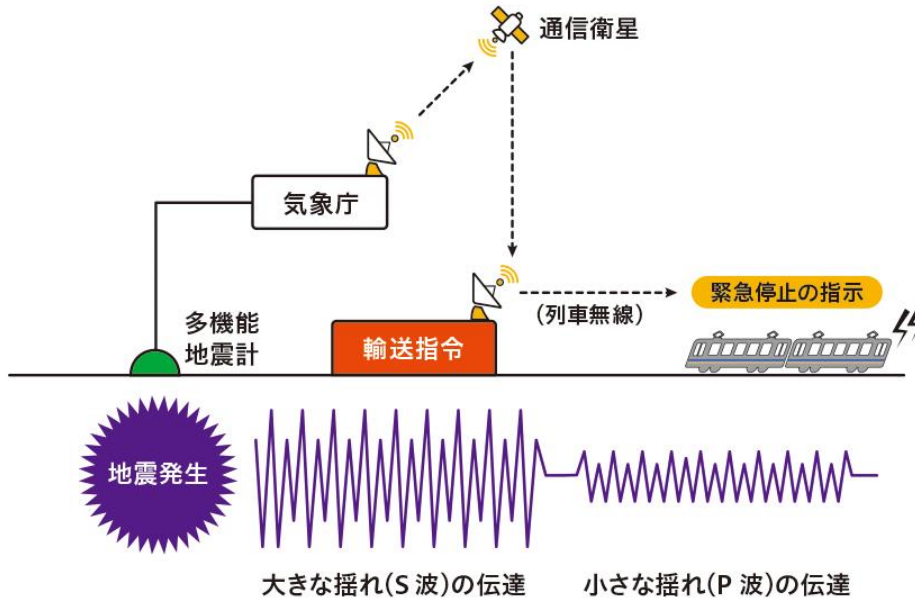 通信衛星
気象庁
多機能
地震計
輸送指令
(列車無線)
緊急停止の指示
地震発生
大きな揺れ(S 波)の伝達
小さな揺れ(P 波)の伝達